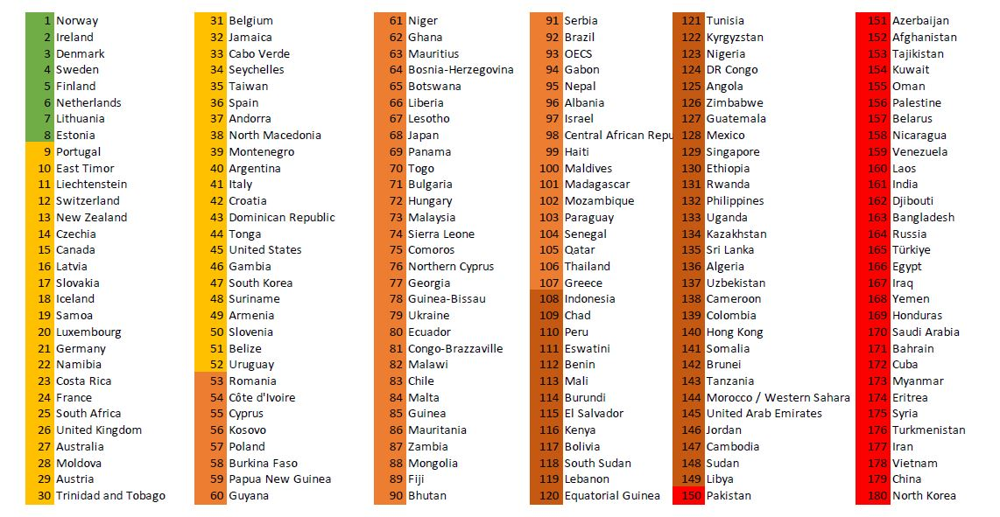 1 Norway
2 Ireland
3 Denmark
4 Sweden
5 Finland
6 Netherlands
7 Lithuania
8 Estonia
9 Portugal
10 East Timor
11 Liechtenstein
12 Switzerland
13 New Zealand
14 Czechia
15 Canada
16 Latvia
17 Slovakia
18 Iceland
19 Samoa
20 Luxembourg
21 Germany
22 Namibia
23 Costa Rica
24 France
25 South Africa
26 United Kingdom
27 Australia
28 Moldova
29 Austria
30 Trinidad and Tobago
31 Belgium
32 Jamaica
33 Cabo Verde
34 Seychelles
35 Taiwan
36 Spain
37 Andorra
38 North Macedonia
39 Montenegro
40 Argentina
41 Italy
42 Croatia
43 Dominican Republic
44 Tonga
45 United States
46 Gambia
47 South Korea
48 Suriname
49 Armenia
50 Slovenia
51 Belize
52 Uruguay
53 Romania
54 Côte d'Ivoire
55 Cyprus
56 Kosovo
57 Poland
58 Burkina Faso
59 Papua New Guinea
60 Guyana
61 Niger
62 Ghana
63 Mauritius
64 Bosnia-Herzegovina
65 Botswana
66 Liberia
67 Lesotho
68 Japan
69 Panama
70 Togo
71 Bulgaria
72 Hungary
73 Malaysia
74 Sierra Leone
75 Comoros
76 Northern Cyprus
77 Georgia
78 Guinea-Bissau
79 Ukraine
80 Ecuador
81 Congo-Brazzaville
82 Malawi
83 Chile
84 Malta
85 Guinea
86 Mauritania
87 Zambia
88 Mongolia
89 Fiji
90 Bhutan
91 Serbia
92 Brazil
93 OECS
94 Gabon
95 Nepal
96 Albania
97 Israel
98 Central African Repu
99 Haiti
100 Maldives
101 Madagascar
102 Mozambique
103 Paraguay
104 Senegal
105 Qatar
106 Thailand
107 Greece
108 Indonesia
109 Chad
110 Peru
111 Eswatini
112 Benin
113 Mali
114 Burundi
115 El Salvador
116 Kenya
117 Bolivia
118 South Sudan
119 Lebanon
120 Equatorial Guinea
121 Tunisia
122 Kyrgyzstan
123 Nigeria
124 DR Congo
125 Angola
126 Zimbabwe
127 Guatemala
128 Mexico
129 Singapore
130 Ethiopia
131 Rwanda
132 Philippines
133 Uganda
134 Kazakhstan
135 Sri Lanka
136 Algeria
137 Uzbekistan
138 Cameroon
139 Colombia
140 Hong Kong
141 Somalia
142 Brunei
143 Tanzania
144 Morocco / Western Sahara
145 United Arab Emirates
146 Jordan
147 Cambodia
148 Sudan
149 Libya
150 Pakistan
151 Azerbaijan
152 Afghanistan
153 Tajikistan
154 Kuwait
155 Oman
156 Palestine
157 Belarus
158 Nicaragua
159 Venezuela
160 Laos
161 India
162 Djibouti
163 Bangladesh
164 Russia
165 Türkiye
166 Egypt
167 Iraq
168 Yemen
169 Honduras
170 Saudi Arabia
171 Bahrain
172 Cuba
173 Myanmar
174 Eritrea
175 Syria
176 Turkmenistan
177 Iran
178 Vietnam
179 China
180 North Korea